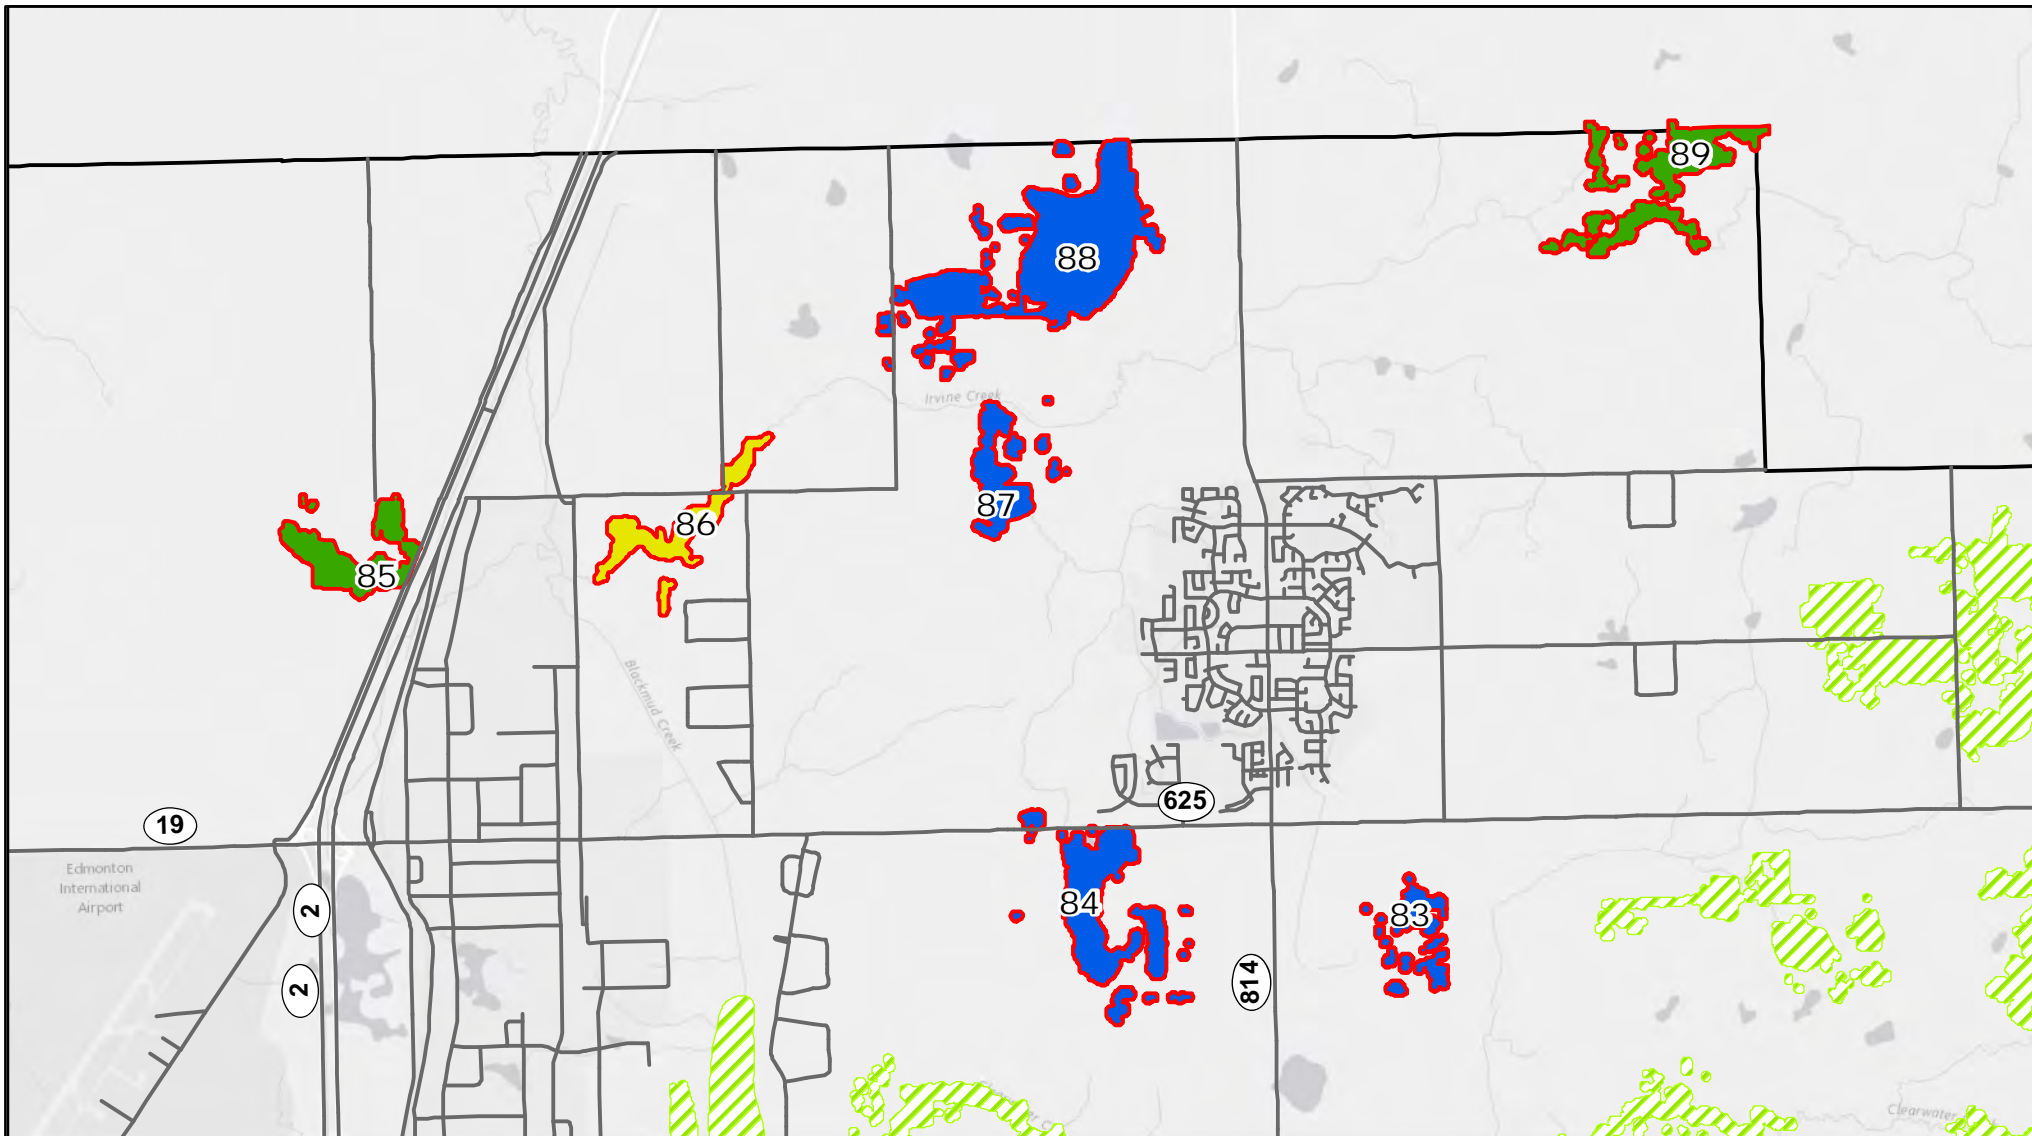 89
88
Irvine Creek
87
86
85
Blackmud Creek
625
19
Edmonton
International
Airport
2
84
83
2
814
Clearwater